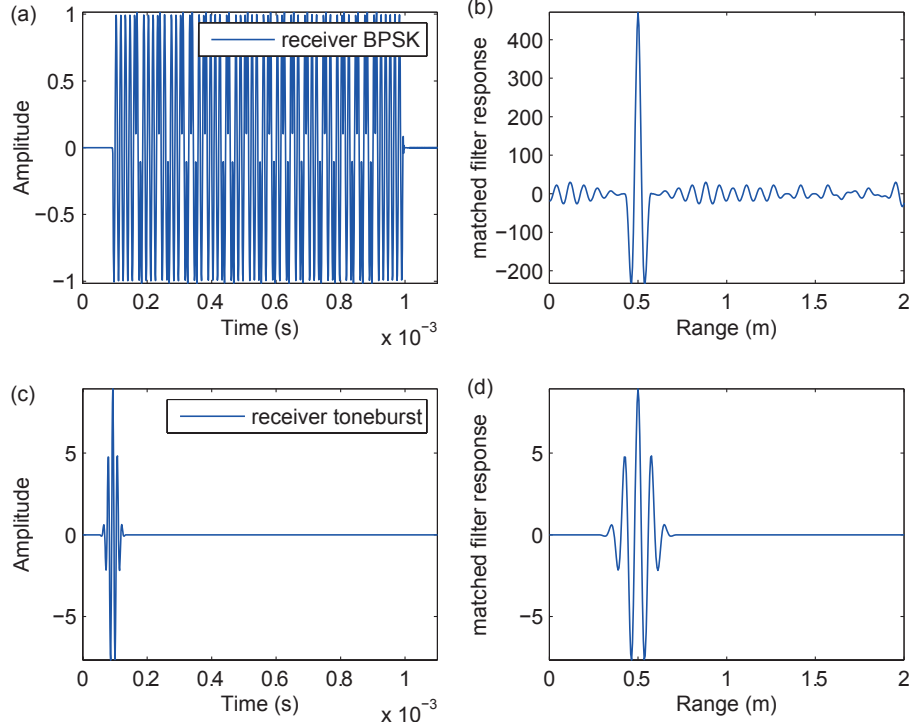 (a)
1
0.5
0
−0.5
−1
Amplitude
receiver BPSK
0 0.2 0.4 0.6 0.8 1
Time (s)
x 10⁻³
(b)
400
300
200
100
0
−100
−200
matched filter response
0 0.5 1 1.5 2
Range (m)
(c)
5
0
−5
Amplitude
receiver toneburst
0 0.2 0.4 0.6 0.8 1
Time (s)
x 10⁻³
(d)
5
0
−5
matched filter response
0 0.5 1 1.5 2
Range (m)